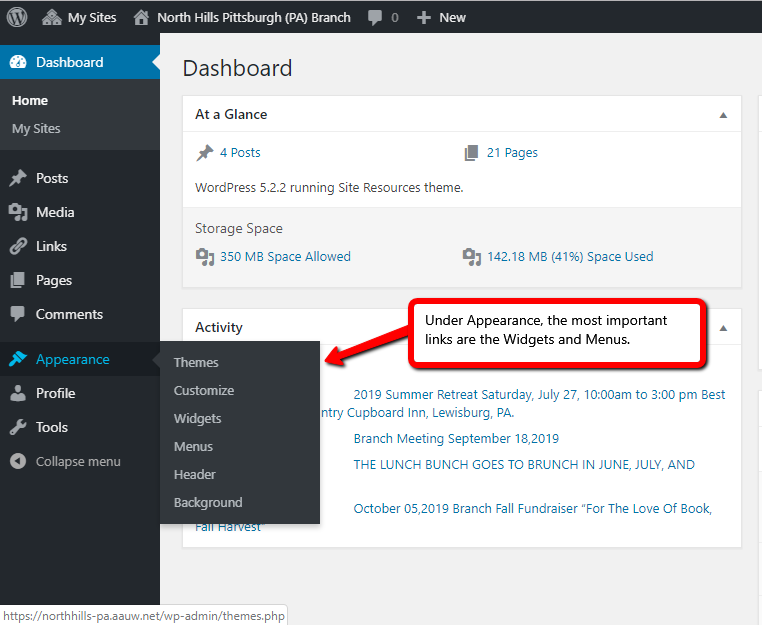 My Sites North Hills Pittsburgh (PA) Branch 0 New
Dashboard
Home
My Sites
Posts
Media
Links
Pages
Comments
Appearance
Profile
Tools
Collapse menu
Themes
Customize
Widgets
Menus
Header
Background
Dashboard
At a Glance
4 Posts 21 Pages
WordPress 5.2.2 running Site Resources theme.
Storage Space
350 MB Space Allowed 142.18 MB (41%) Space Used
Activity
Under Appearance, the most important
links are the Widgets and Menus.
2019 Summer Retreat Saturday, July 27, 10:00am to 3:00 pm Best
ntry Cupboard Inn, Lewisburg, PA.
Branch Meeting September 18,2019
THE LUNCH BUNCH GOES TO BRUNCH IN JUNE, JULY, AND
October 05,2019 Branch Fall Fundraiser “For The Love Of Book,
Fall Harvest”
https://northhills-pa.aauw.net/wp-admin/themes.php